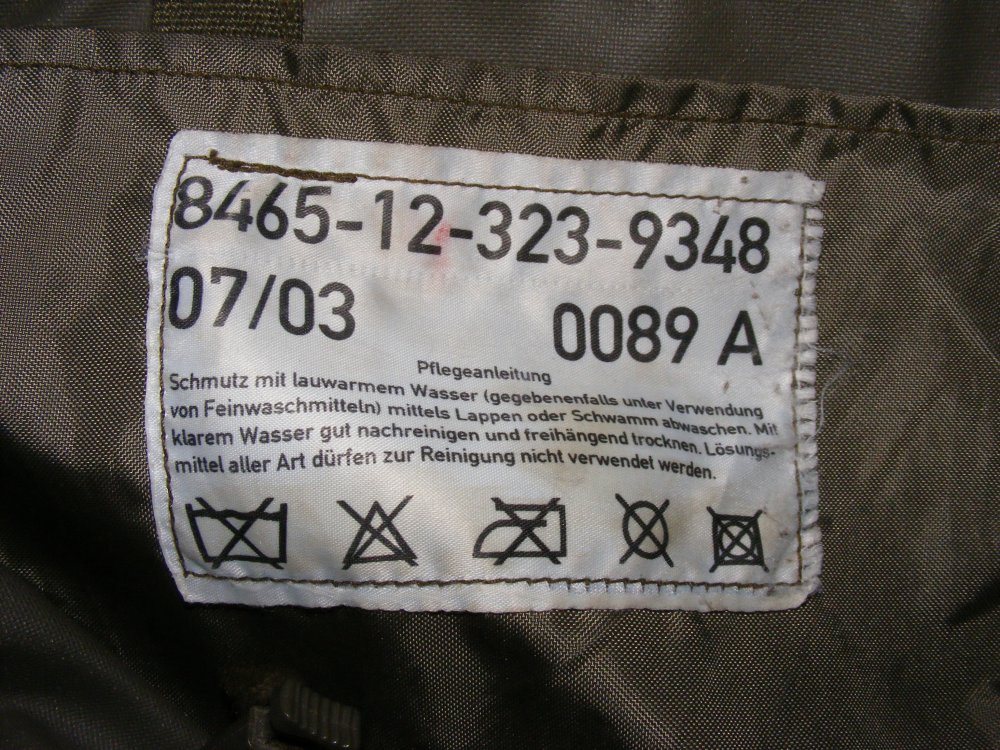 8465-12-323-9348
07/03 0089 A
Pflegeanleitung
Schmutz mit lauwarmem Wasser (gegebenenfalls unter Verwendung
von Feinwaschmitteln) mittels Lappen oder Schwamm abwaschen. Mit
klarem Wasser gut nachreinigen und freihängend trocknen. Lösungs-
mittel aller Art dürfen zur Reinigung nicht verwendet werden.